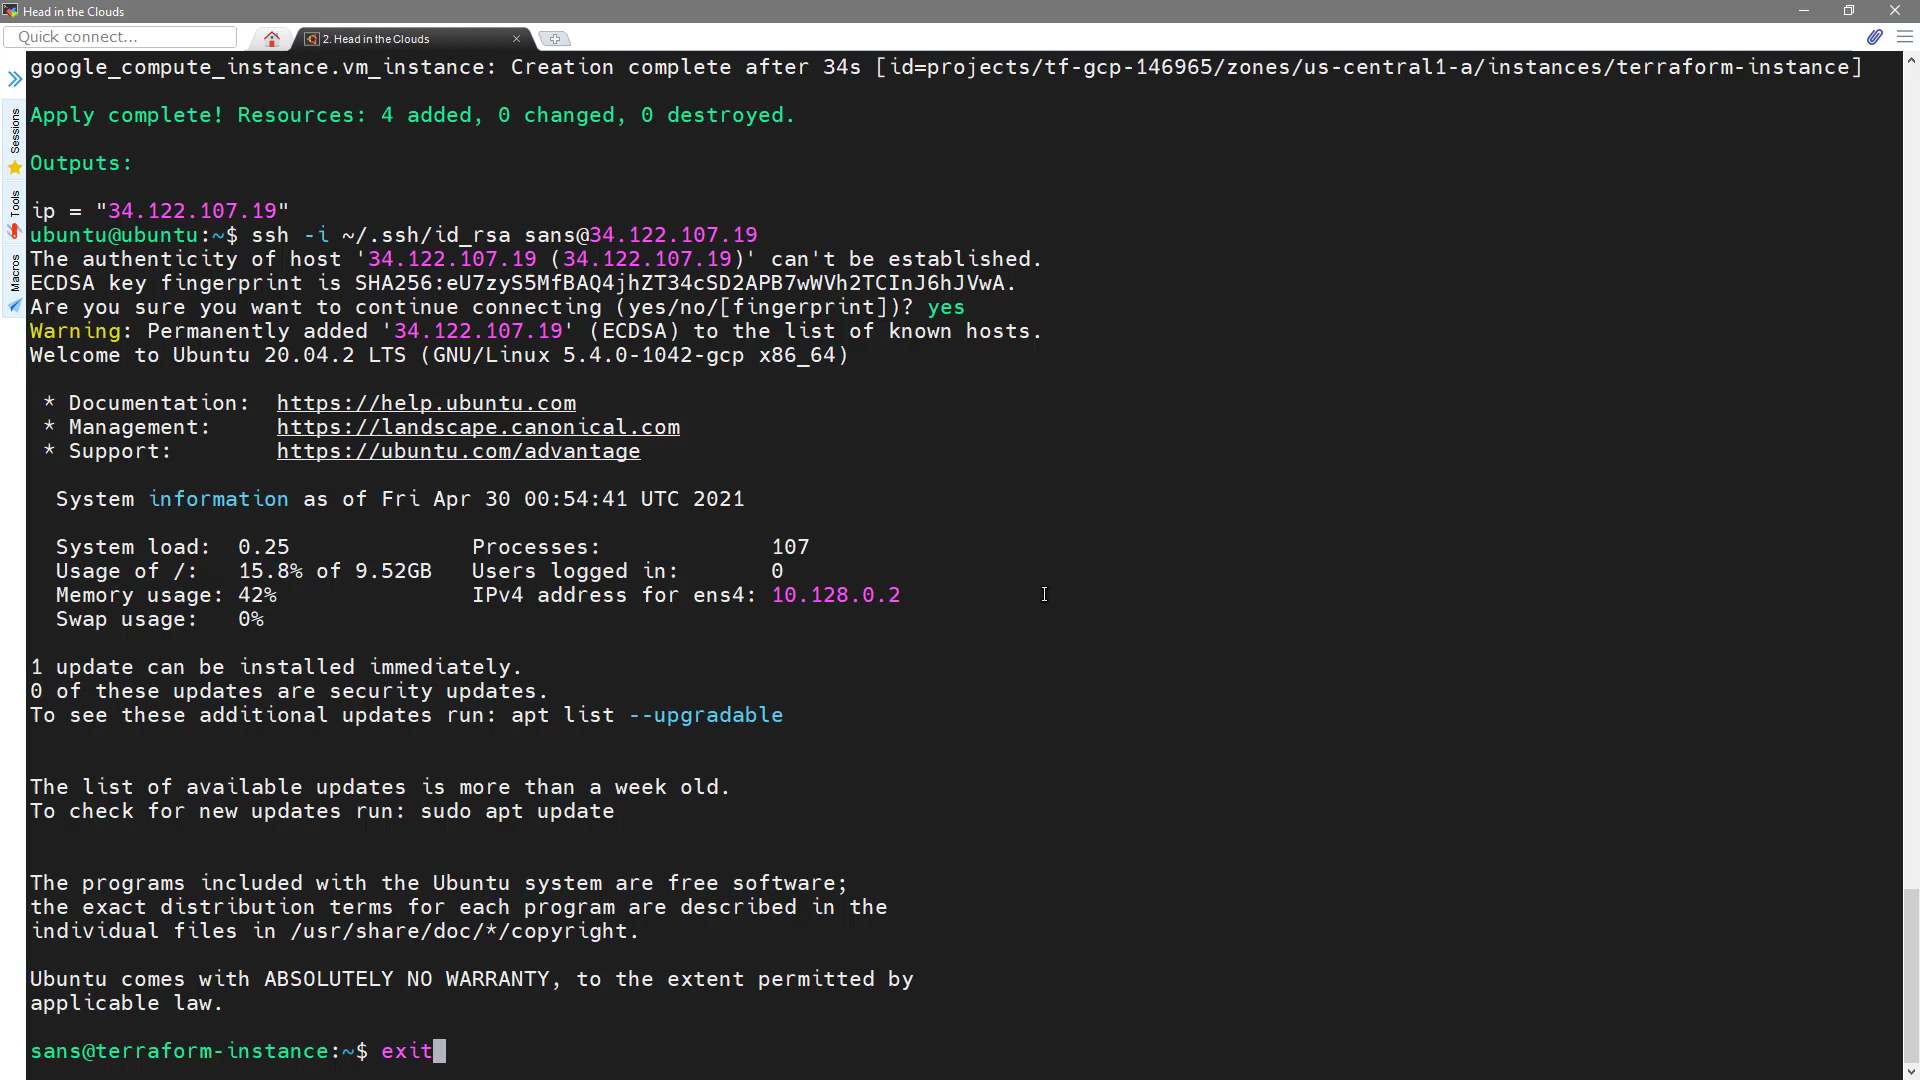 Head in the Clouds
Quick connect...
2. Head in the Clouds
Sessions
Tools
Macros
google_compute_instance.vm_instance: Creation complete after 34s [id=projects/tf-gcp-146965/zones/us-central1-a/instances/terraform-instance]
Apply complete! Resources: 4 added, 0 changed, 0 destroyed.
Outputs:
ip = "34.122.107.19"
ubuntu@ubuntu:~$ ssh -i ~/.ssh/id_rsa sans@34.122.107.19
The authenticity of host '34.122.107.19 (34.122.107.19)' can't be established.
ECDSA key fingerprint is SHA256:eU7zyS5MfBAQ4jhZT34cSD2APB7wWVh2TCInJ6hJVwA.
Are you sure you want to continue connecting (yes/no/[fingerprint])? yes
Warning: Permanently added '34.122.107.19' (ECDSA) to the list of known hosts.
Welcome to Ubuntu 20.04.2 LTS (GNU/Linux 5.4.0-1042-gcp x86_64)
* Documentation: https://help.ubuntu.com
* Management: https://landscape.canonical.com
* Support: https://ubuntu.com/advantage
System information as of Fri Apr 30 00:54:41 UTC 2021
System load: 0.25 Processes: 107
Usage of /: 15.8% of 9.52GB Users logged in: 0
Memory usage: 42% IPv4 address for ens4: 10.128.0.2
Swap usage: 0%
1 update can be installed immediately.
0 of these updates are security updates.
To see these additional updates run: apt list --upgradable
The list of available updates is more than a week old.
To check for new updates run: sudo apt update
The programs included with the Ubuntu system are free software;
the exact distribution terms for each program are described in the
individual files in /usr/share/doc/*/copyright.
Ubuntu comes with ABSOLUTELY NO WARRANTY, to the extent permitted by
applicable law.
sans@terraform-instance:~$ exit